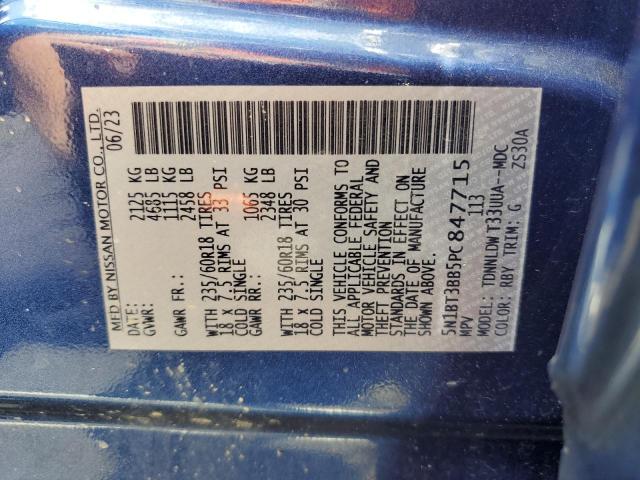 MFD BY NISSAN MOTOR CO., LTD.
DATE: 06/23
GVWR: 2125 KG
4685 LB
GAWR FR: 1115 KG
2458 LB
WITH 235/60R18 TIRES
18 X 7.5 RIMS AT 33 PSI
COLD SINGLE
GAWR RR: 1065 KG
2348 LB
WITH 235/60R18 TIRES
18 X 7.5 RIMS AT 30 PSI
COLD SINGLE
THIS VEHICLE CONFORMS TO
ALL APPLICABLE FEDERAL
MOTOR VEHICLE SAFETY AND
THEFT PREVENTION
STANDARDS IN EFFECT ON
THE DATE OF MANUFACTURE
SHOWN ABOVE.
5N1BT3BB5PC847715
MPV 113
MODEL: TDNNLDW T33UUA--MDC
COLOR: RBY TRIM: G ZS30A